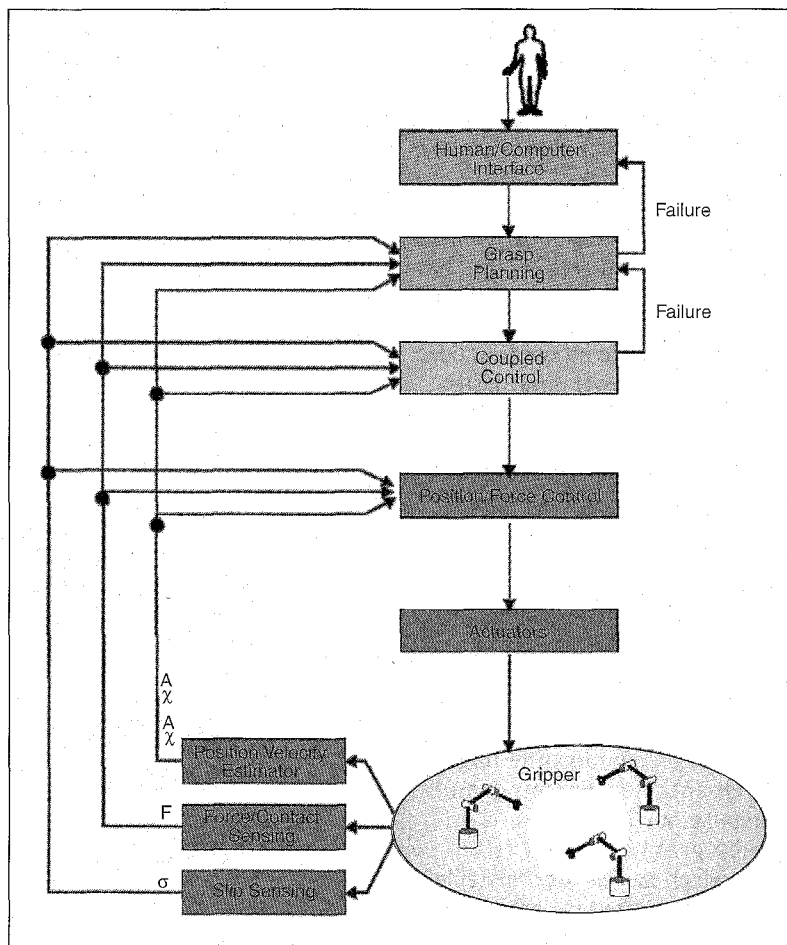 Human/Computer
Interface
Failure
Grasp
Planning
Failure
Coupled
Control
Position/Force Control
Actuators
A
χ
A
χ
Position/Velocity
Estimator
Gripper
F
Force/Contact
Sensing
σ
Slip Sensing